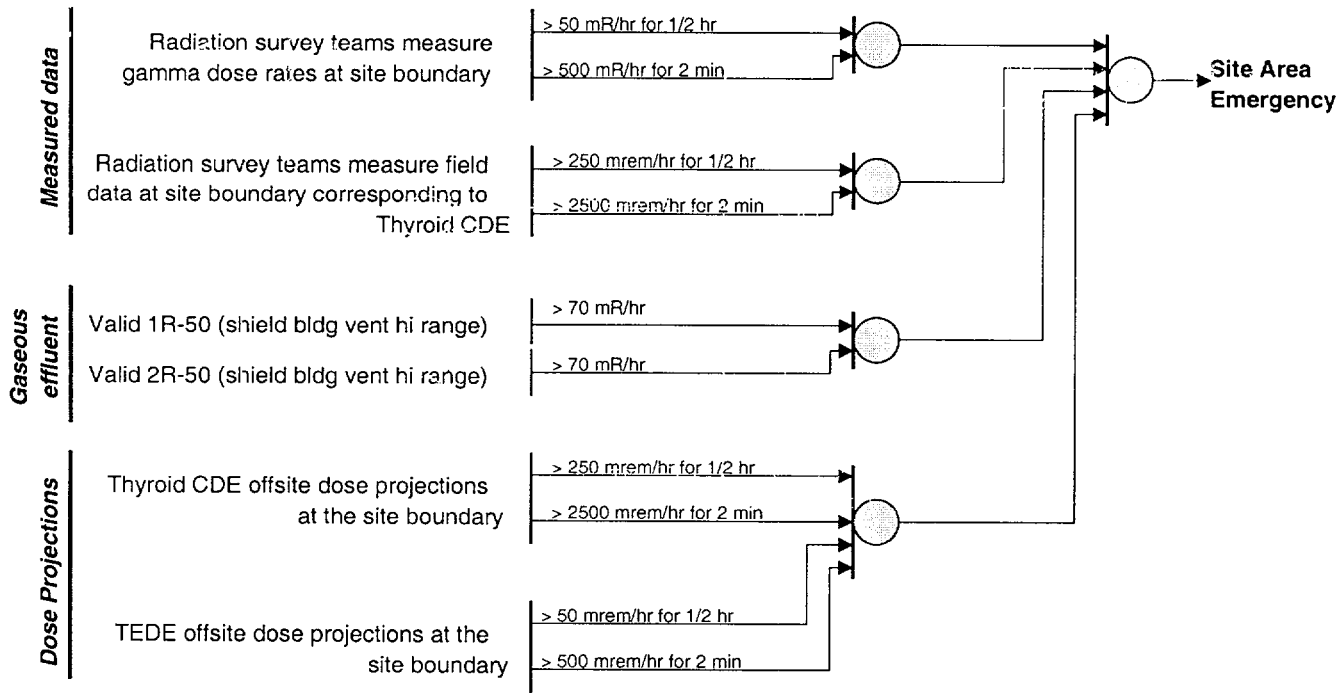 Measured data
Radiation survey teams measure
gamma dose rates at site boundary
> 50 mR/hr for 1/2 hr
> 500 mR/hr for 2 min
Site Area
Emergency
Radiation survey teams measure field
data at site boundary corresponding to
Thyroid CDE
> 250 mrem/hr for 1/2 hr
> 2500 mrem/hr for 2 min
Gaseous
effluent
Valid 1R-50 (shield bldg vent hi range)
> 70 mR/hr
Valid 2R-50 (shield bldg vent hi range)
> 70 mR/hr
Dose Projections
Thyroid CDE offsite dose projections
at the site boundary
> 250 mrem/hr for 1/2 hr
> 2500 mrem/hr for 2 min
TEDE offsite dose projections at the
site boundary
> 50 mrem/hr for 1/2 hr
> 500 mrem/hr for 2 min